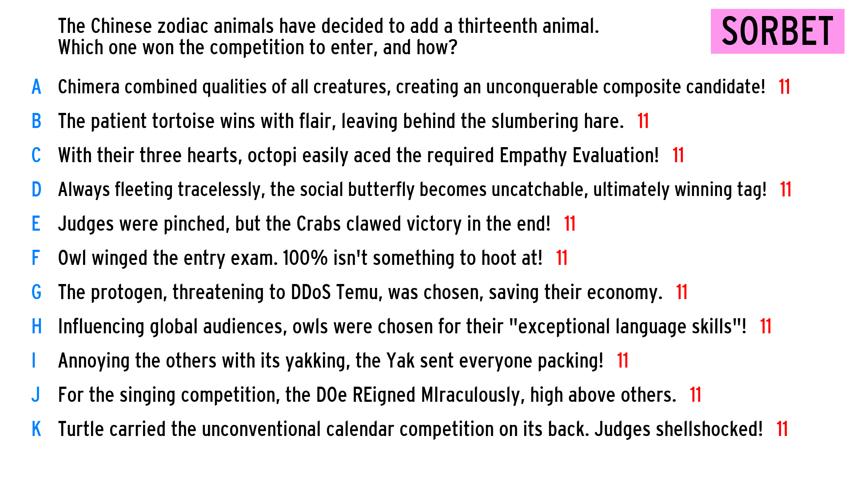 The Chinese zodiac animals have decided to add a thirteenth animal.
Which one won the competition to enter, and how?
SORBET
A Chimera combined qualities of all creatures, creating an unconquerable composite candidate! 11
B The patient tortoise wins with flair, leaving behind the slumbering hare. 11
C With their three hearts, octopi easily aced the required Empathy Evaluation! 11
D Always fleeting tracelessly, the social butterfly becomes uncatchable, ultimately winning tag! 11
E Judges were pinched, but the Crabs clawed victory in the end! 11
F Owl winged the entry exam. 100% isn't something to hoot at! 11
G The protogen, threatening to DDoS Temu, was chosen, saving their economy. 11
H Influencing global audiences, owls were chosen for their "exceptional language skills"! 11
I Annoying the others with its yakking, the Yak sent everyone packing! 11
J For the singing competition, the DOe REigned MIraculously, high above others. 11
K Turtle carried the unconventional calendar competition on its back. Judges shellshocked! 11